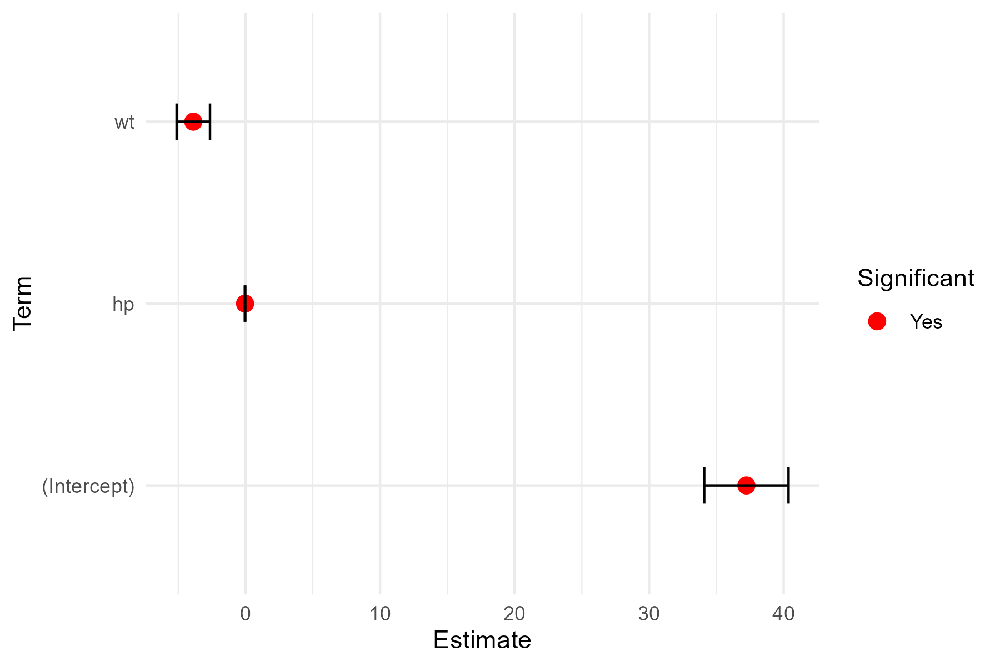 Term
wt
hp
(Intercept)
0 10 20 30 40
Estimate
Significant
Yes